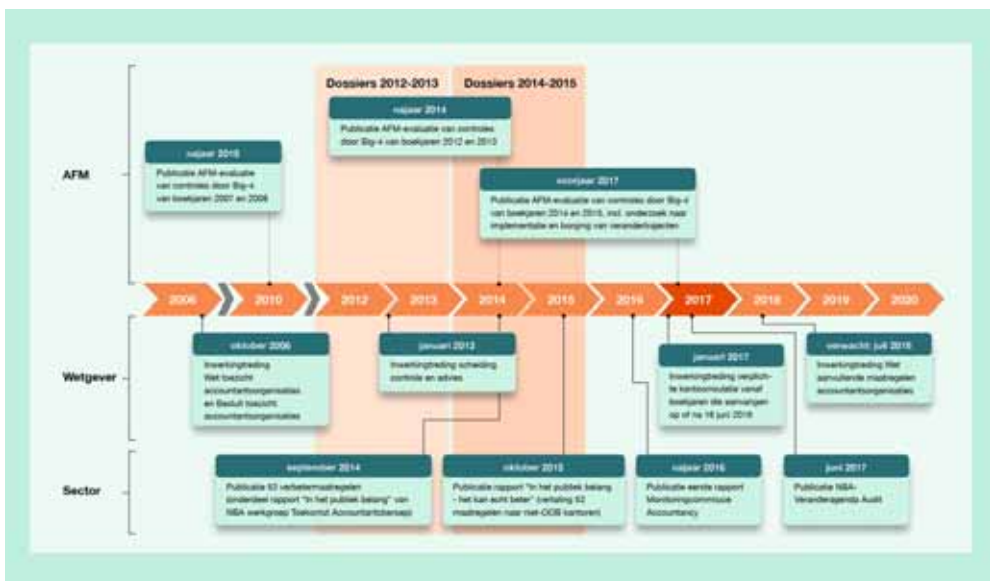 Dossiers 2012-2013
Dossiers 2014-2015
najaar 2014
Publicatie AFM-evaluatie van controles
door Big-4 van boekjaren 2012 en 2013
najaar 2010
Publicatie AFM-evaluatie
van controles door Big-4
van boekjaren 2007 en 2008
voorjaar 2017
Publicatie AFM-evaluatie van controles door Big-4
van boekjaren 2014 en 2015, incl. onderzoek naar
implementatie en borging van verandertrajecten
AFM
2006
2010
2012
2013
2014
2015
2016
2017
2018
2019
2020
Wetgever
oktober 2006
Inwerkingtreding
Wet toezicht
accountantsorganisaties
en Besluit toezicht
accountantsorganisaties
januari 2013
Inwerkingtreding scheiding
controle en advies
januari 2017
Inwerkingtreding verplich-
te kantoorroulatie vanaf
boekjaren die aanvangen
op of na 16 juni 2016
verwacht: juli 2018
Inwerkingtreding Wet
aanvullende maatregelen
accountantsorganisaties
Sector
september 2014
Publicatie 53 verbetermaatregelen
(onderdeel rapport "In het publiek belang" van
NBA werkgroep Toekomst Accountantsberoep)
oktober 2015
Publicatie rapport "In het publiek belang
- het kan echt beter" (vertaling 52
maatregelen naar niet-OOB kantoren)
najaar 2016
Publicatie eerste rapport
Monitoringcommissie
Accountancy
juni 2017
Publicatie NBA-
Veranderagenda Audit